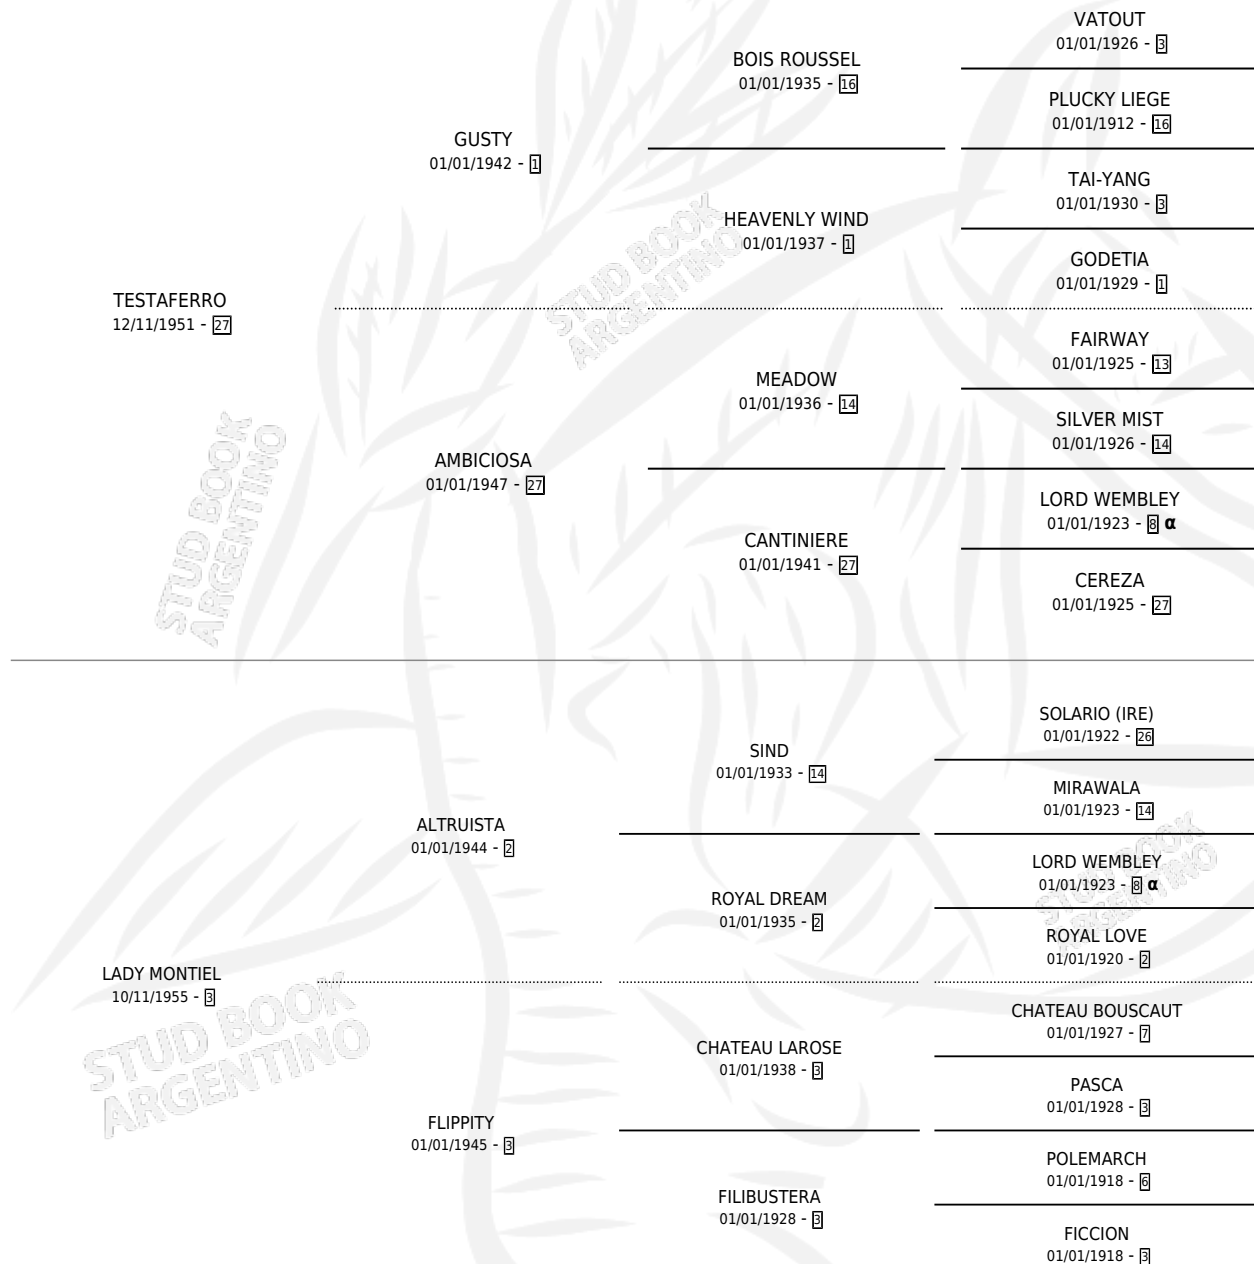 VATOUT
01/01/1926 - 3
BOIS ROUSSEL
01/01/1935 - 16
PLUCKY LIEGE
01/01/1912 - 16
GUSTY
01/01/1942 - 1
TAI-YANG
01/01/1930 - 3
HEAVENLY WIND
01/01/1937 - 1
GODETIA
01/01/1929 - 1
STUD BOOK
ARGENTINO
TESTAFERRO
12/11/1951 - 27
FAIRWAY
01/01/1925 - 13
MEADOW
01/01/1936 - 14
SILVER MIST
01/01/1926 - 14
AMBICIOSA
01/01/1947 - 27
LORD WEMBLEY
01/01/1923 - 8 α
CANTINIERE
01/01/1941 - 27
CEREZA
01/01/1925 - 27
STUD BOOK
ARGENTINO
SOLARIO (IRE)
01/01/1922 - 26
SIND
01/01/1933 - 14
MIRAWALA
01/01/1923 - 14
ALTRUISTA
01/01/1944 - 2
LORD WEMBLEY
01/01/1923 - 8 α
STUD BOOK
ARGENTINO
ROYAL DREAM
01/01/1935 - 2
ROYAL LOVE
01/01/1920 - 2
LADY MONTIEL
10/11/1955 - 3
STUD BOOK
ARGENTINO
CHATEAU BOUSCAUT
01/01/1927 - 7
CHATEAU LAROSE
01/01/1938 - 3
PASCA
01/01/1928 - 3
FLIPPITY
01/01/1945 - 3
POLEMARCH
01/01/1918 - 6
FILIBUSTERA
01/01/1928 - 3
FICCION
01/01/1918 - 3